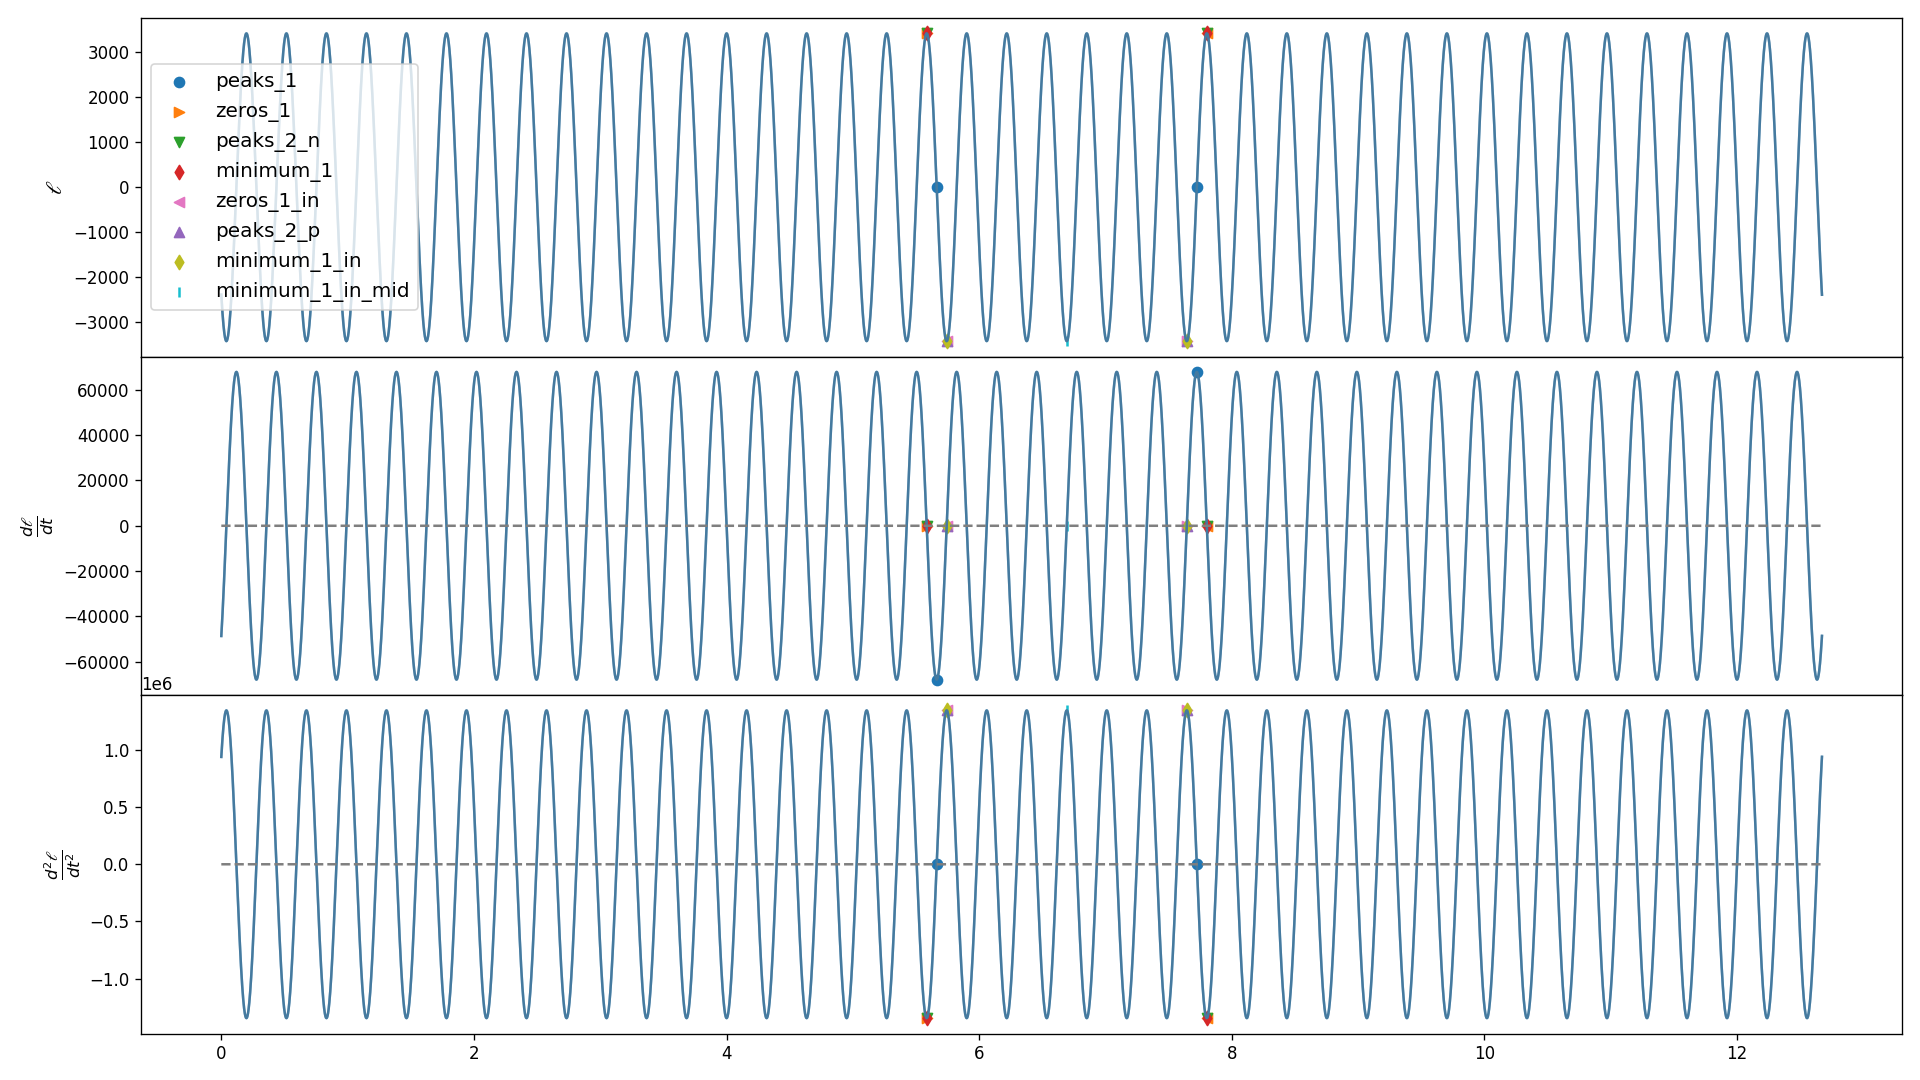 3000
2000
1000
0
−1000
−2000
−3000
ℓ
peaks_1
zeros_1
peaks_2_n
minimum_1
zeros_1_in
peaks_2_p
minimum_1_in
minimum_1_in_mid
60000
40000
20000
0
−20000
−40000
−60000
dℓ
dt
1e6
1.0
0.5
0.0
−0.5
−1.0
d²ℓ
dt²
0 2 4 6 8 10 12